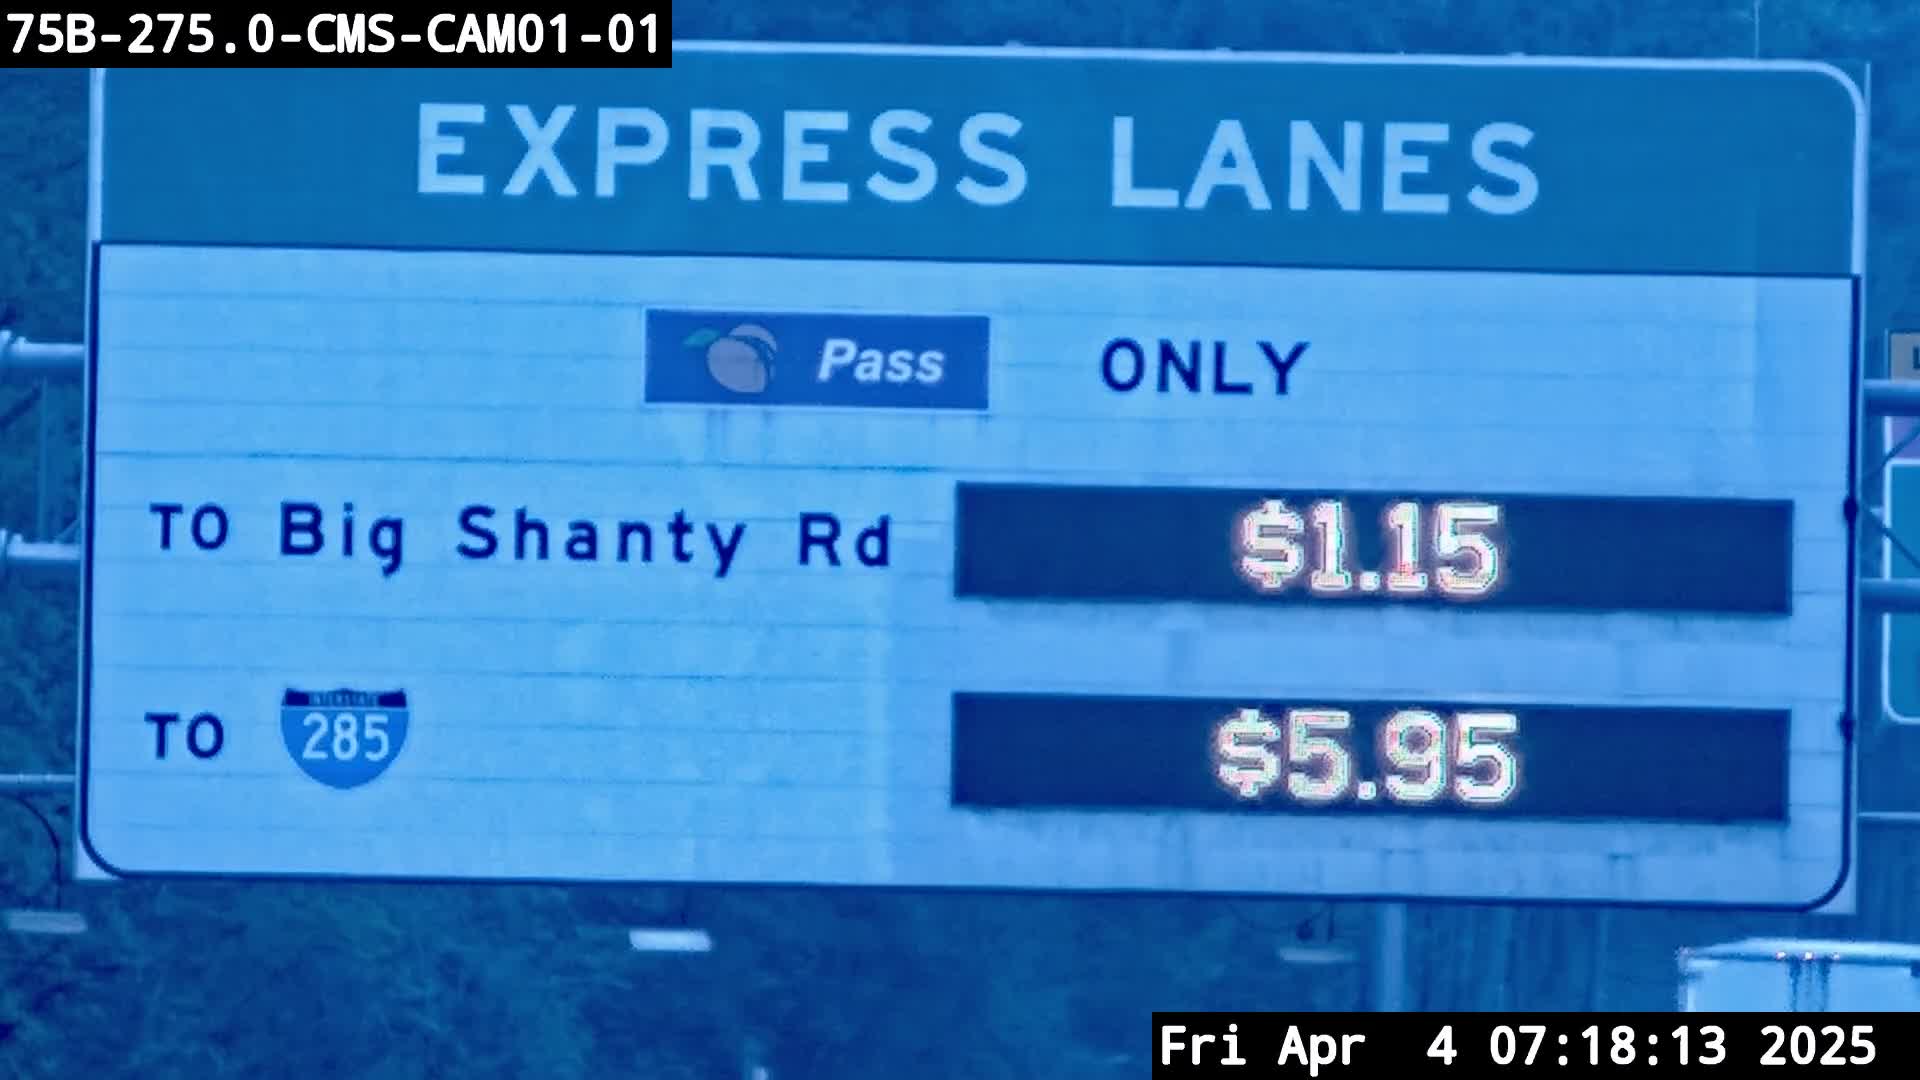 75B-275.0-CMS-CAM01-01
EXPRESS LANES
Pass ONLY
TO Big Shanty Rd $1.15
TO INTERSTATE 285 $5.95
Fri Apr 4 07:18:13 2025